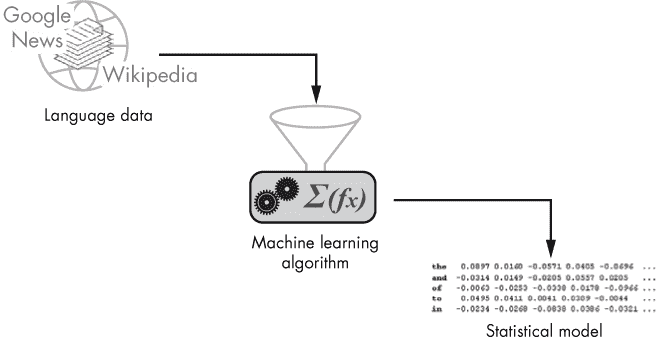 Google
News
Wikipedia
Language data
Σ(fx)
Machine learning
algorithm
the 0.0897 0.0160 -0.0571 0.0405 -0.0696 ...
and -0.0314 0.0149 -0.0205 0.0557 0.0205 ...
of -0.0063 -0.0253 -0.0338 0.0178 -0.0966 ...
to 0.0495 0.0411 0.0041 0.0309 -0.0044 ...
in -0.0234 -0.0268 -0.0838 0.0386 -0.0321 ...
Statistical model